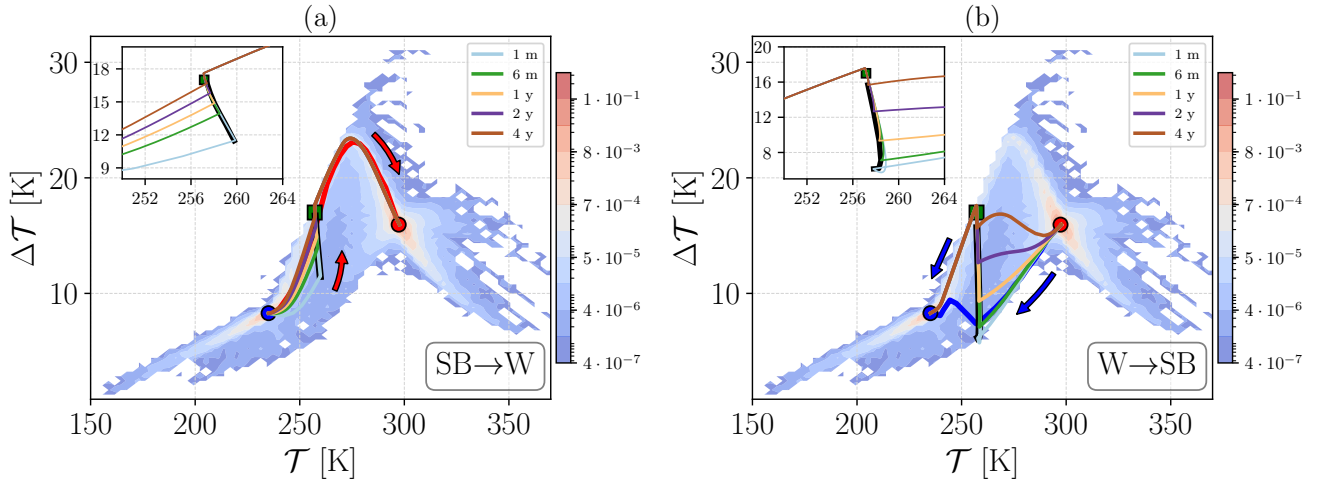 (a)
30
20
10
150 200 250 300 350
𝒯 [K]
Δ𝒯 [K]
18
15
12
9
252 256 260 264
1 m
6 m
1 y
2 y
4 y
SB→W
1 · 10⁻¹
8 · 10⁻³
7 · 10⁻⁴
5 · 10⁻⁵
4 · 10⁻⁶
4 · 10⁻⁷
(b)
30
20
10
150 200 250 300 350
𝒯 [K]
Δ𝒯 [K]
20
16
12
8
252 256 260 264
1 m
6 m
1 y
2 y
4 y
W→SB
1 · 10⁻¹
8 · 10⁻³
7 · 10⁻⁴
5 · 10⁻⁵
4 · 10⁻⁶
4 · 10⁻⁷